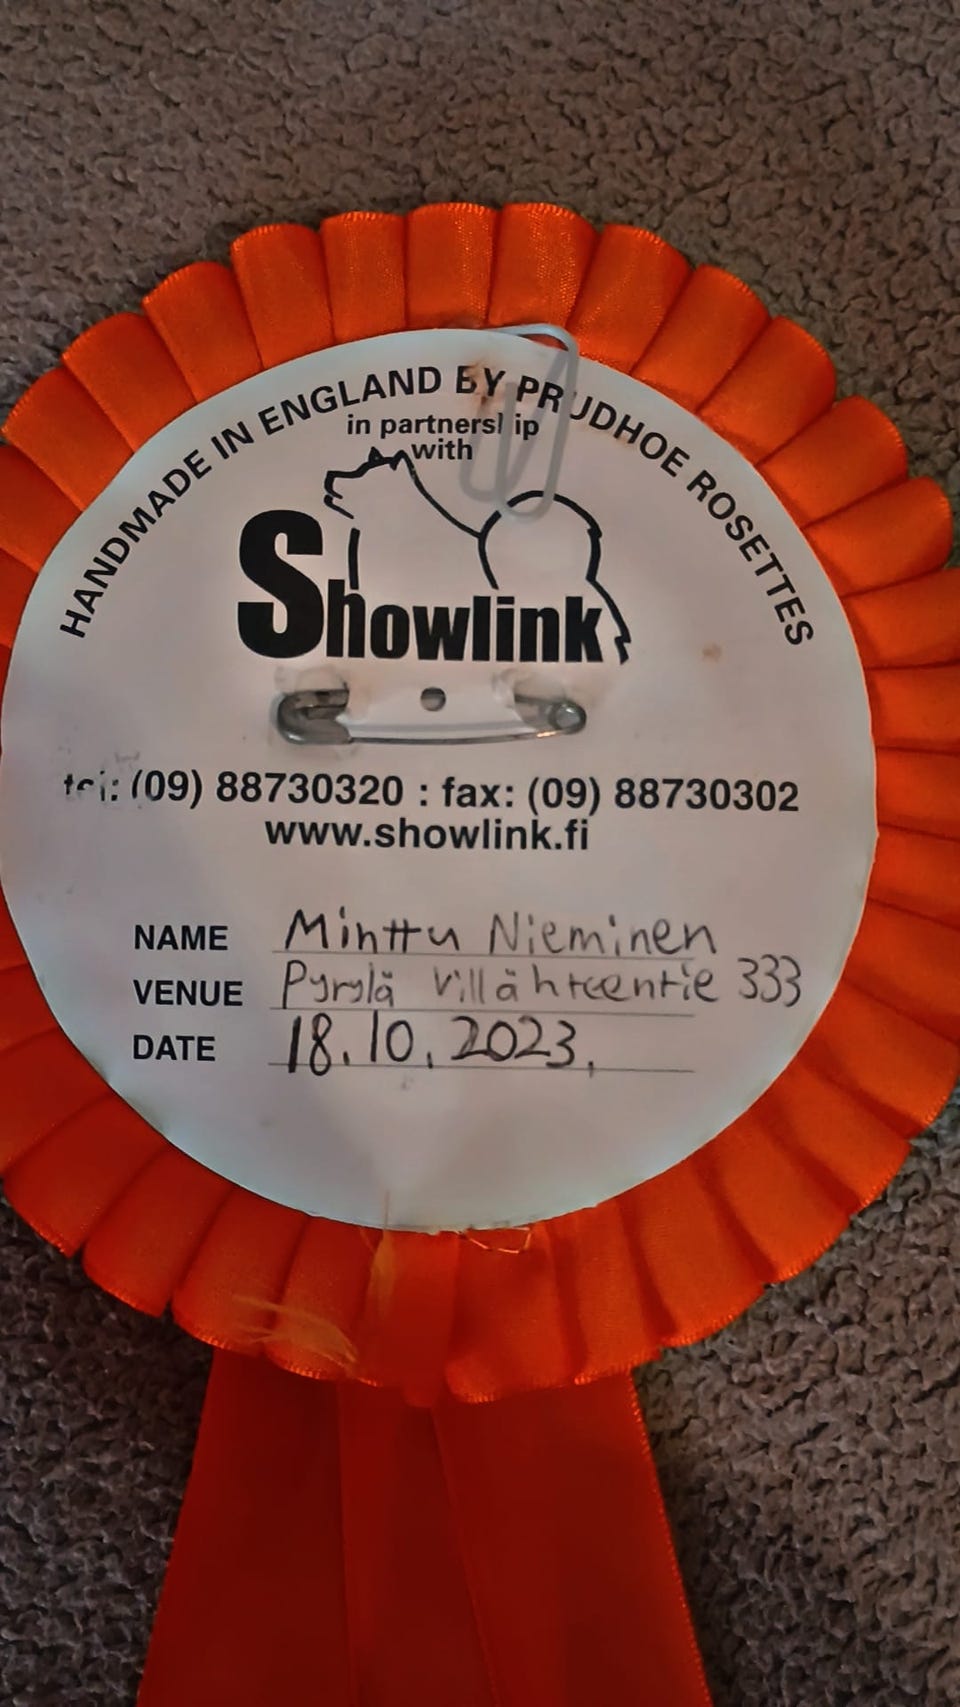 HANDMADE IN ENGLAND BY PRUDHOE ROSETTES
in partnership
with
Showlink
tel: (09) 88730320 : fax: (09) 88730302
www.showlink.fi
NAME Minttu Nieminen
VENUE Pyrylä Villähteentie 333
DATE 18.10.2023.